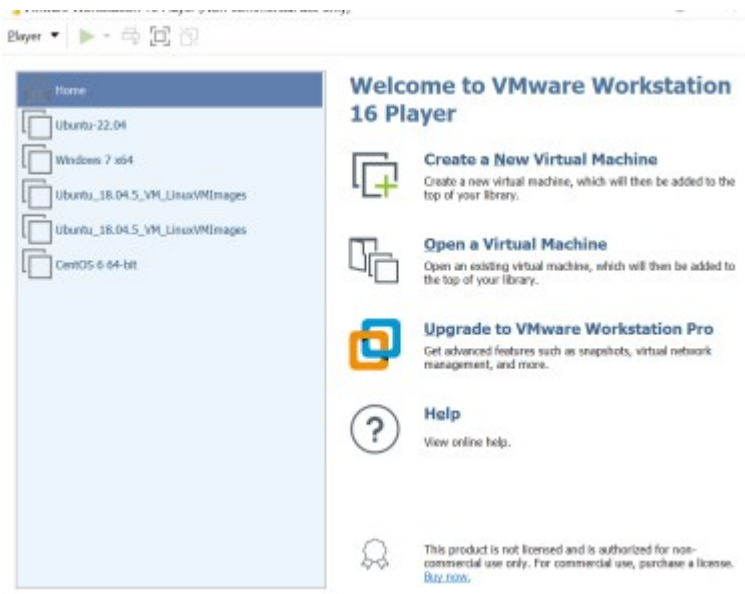 Player
Home
Ubuntu-22.04
Windows 7 x64
Ubuntu_18.04.5_VM_LinuxVMImages
Ubuntu_18.04.5_VM_LinuxVMImages
CentOS 6 64-bit
Welcome to VMware Workstation
16 Player
Create a New Virtual Machine
Create a new virtual machine, which will then be added to the
top of your library.
Open a Virtual Machine
Open an existing virtual machine, which will then be added to
the top of your library.
Upgrade to VMware Workstation Pro
Get advanced features such as snapshots, virtual network
management, and more.
Help
View online help.
This product is not licensed and is authorized for non-
commercial use only. For commercial use, purchase a license.
Buy now.